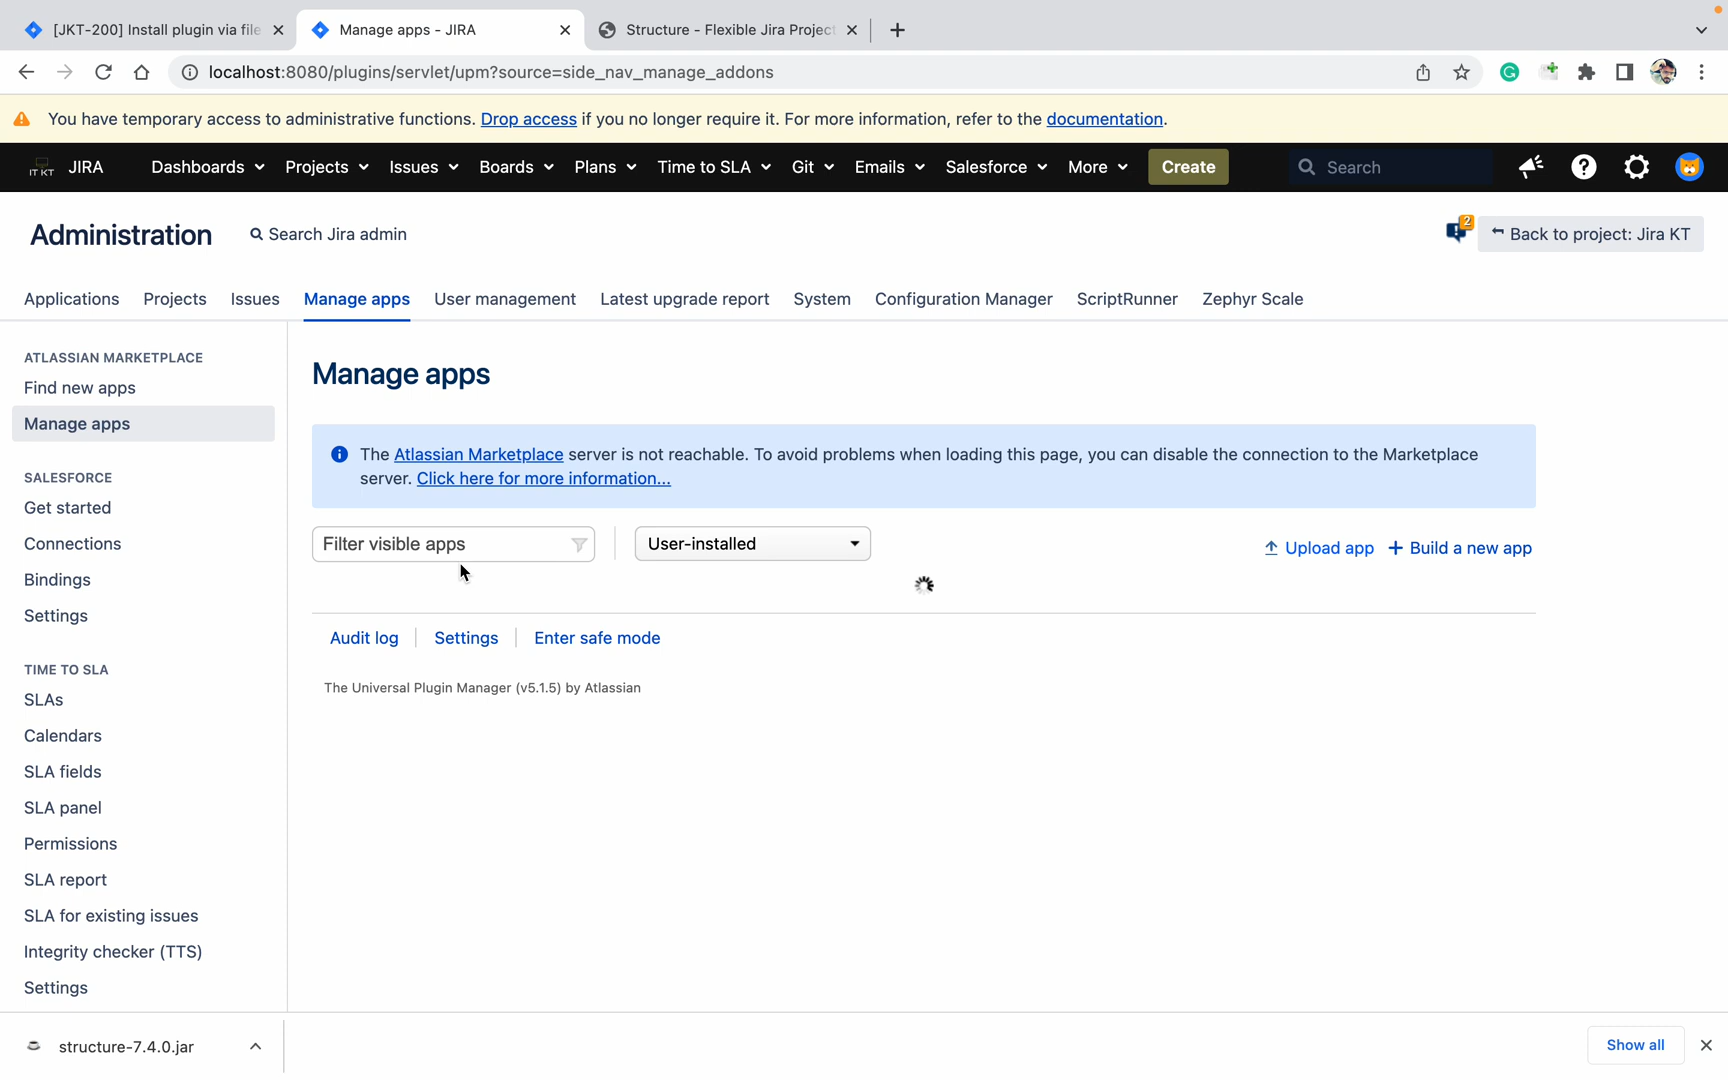 [JKT-200] Install plugin via file
Manage apps - JIRA
Structure - Flexible Jira Project
localhost:8080/plugins/servlet/upm?source=side_nav_manage_addons
You have temporary access to administrative functions. Drop access if you no longer require it. For more information, refer to the documentation.
IT KT JIRA Dashboards Projects Issues Boards Plans Time to SLA Git Emails Salesforce More Create Search
Administration Search Jira admin 2 Back to project: Jira KT
Applications Projects Issues Manage apps User management Latest upgrade report System Configuration Manager ScriptRunner Zephyr Scale
ATLASSIAN MARKETPLACE
Find new apps
Manage apps
SALESFORCE
Get started
Connections
Bindings
Settings
TIME TO SLA
SLAs
Calendars
SLA fields
SLA panel
Permissions
SLA report
SLA for existing issues
Integrity checker (TTS)
Settings
Manage apps
The Atlassian Marketplace server is not reachable. To avoid problems when loading this page, you can disable the connection to the Marketplace
server. Click here for more information...
Filter visible apps User-installed Upload app + Build a new app
Audit log Settings Enter safe mode
The Universal Plugin Manager (v5.1.5) by Atlassian
structure-7.4.0.jar Show all